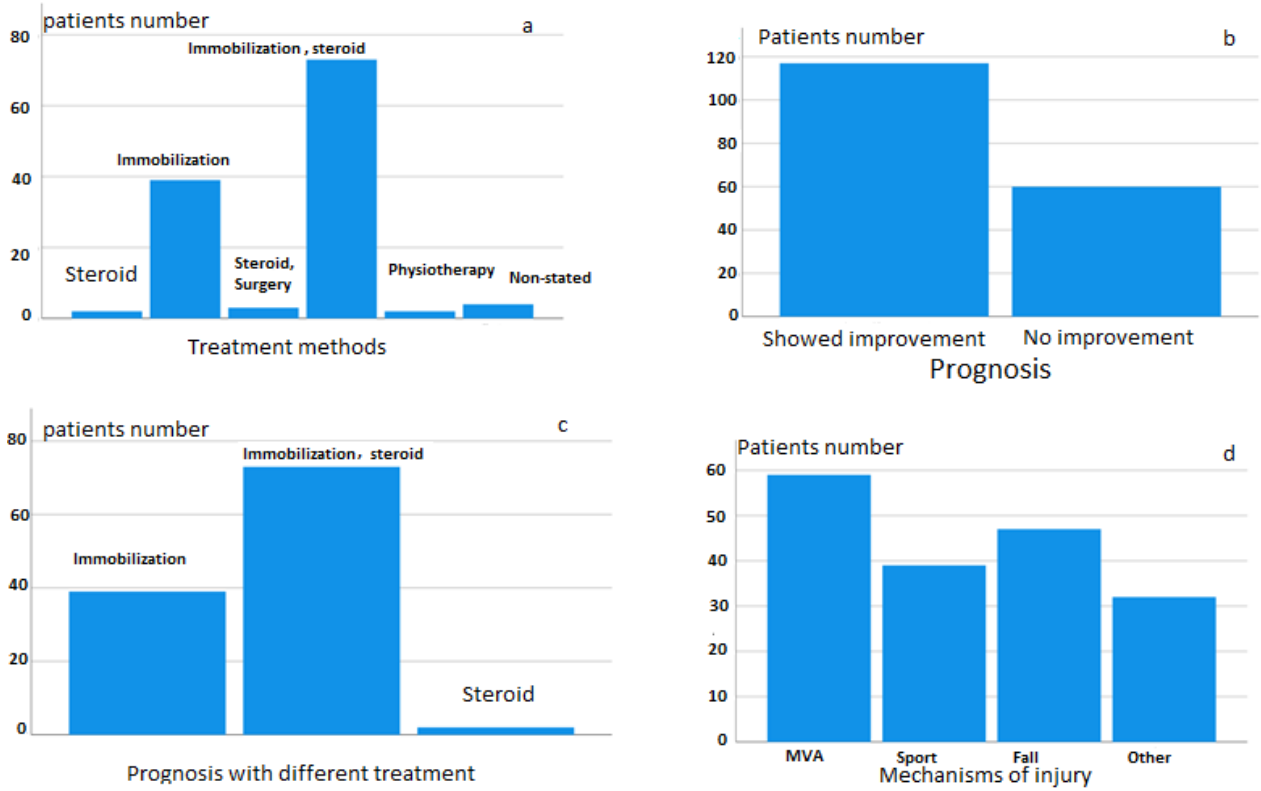 patients number
a
80
Immobilization , steroid
60
Immobilization
40
20
Steroid
Steroid,
Surgery
Physiotherapy
Non-stated
0
Treatment methods
Patients number
b
120
100
80
60
40
20
0
Showed improvement
No improvement
Prognosis
patients number
c
80
Immobilization, steroid
60
Immobilization
40
20
Steroid
0
Prognosis with different treatment
Patients number
d
60
50
40
30
20
10
0
MVA
Sport
Fall
Other
Mechanisms of injury